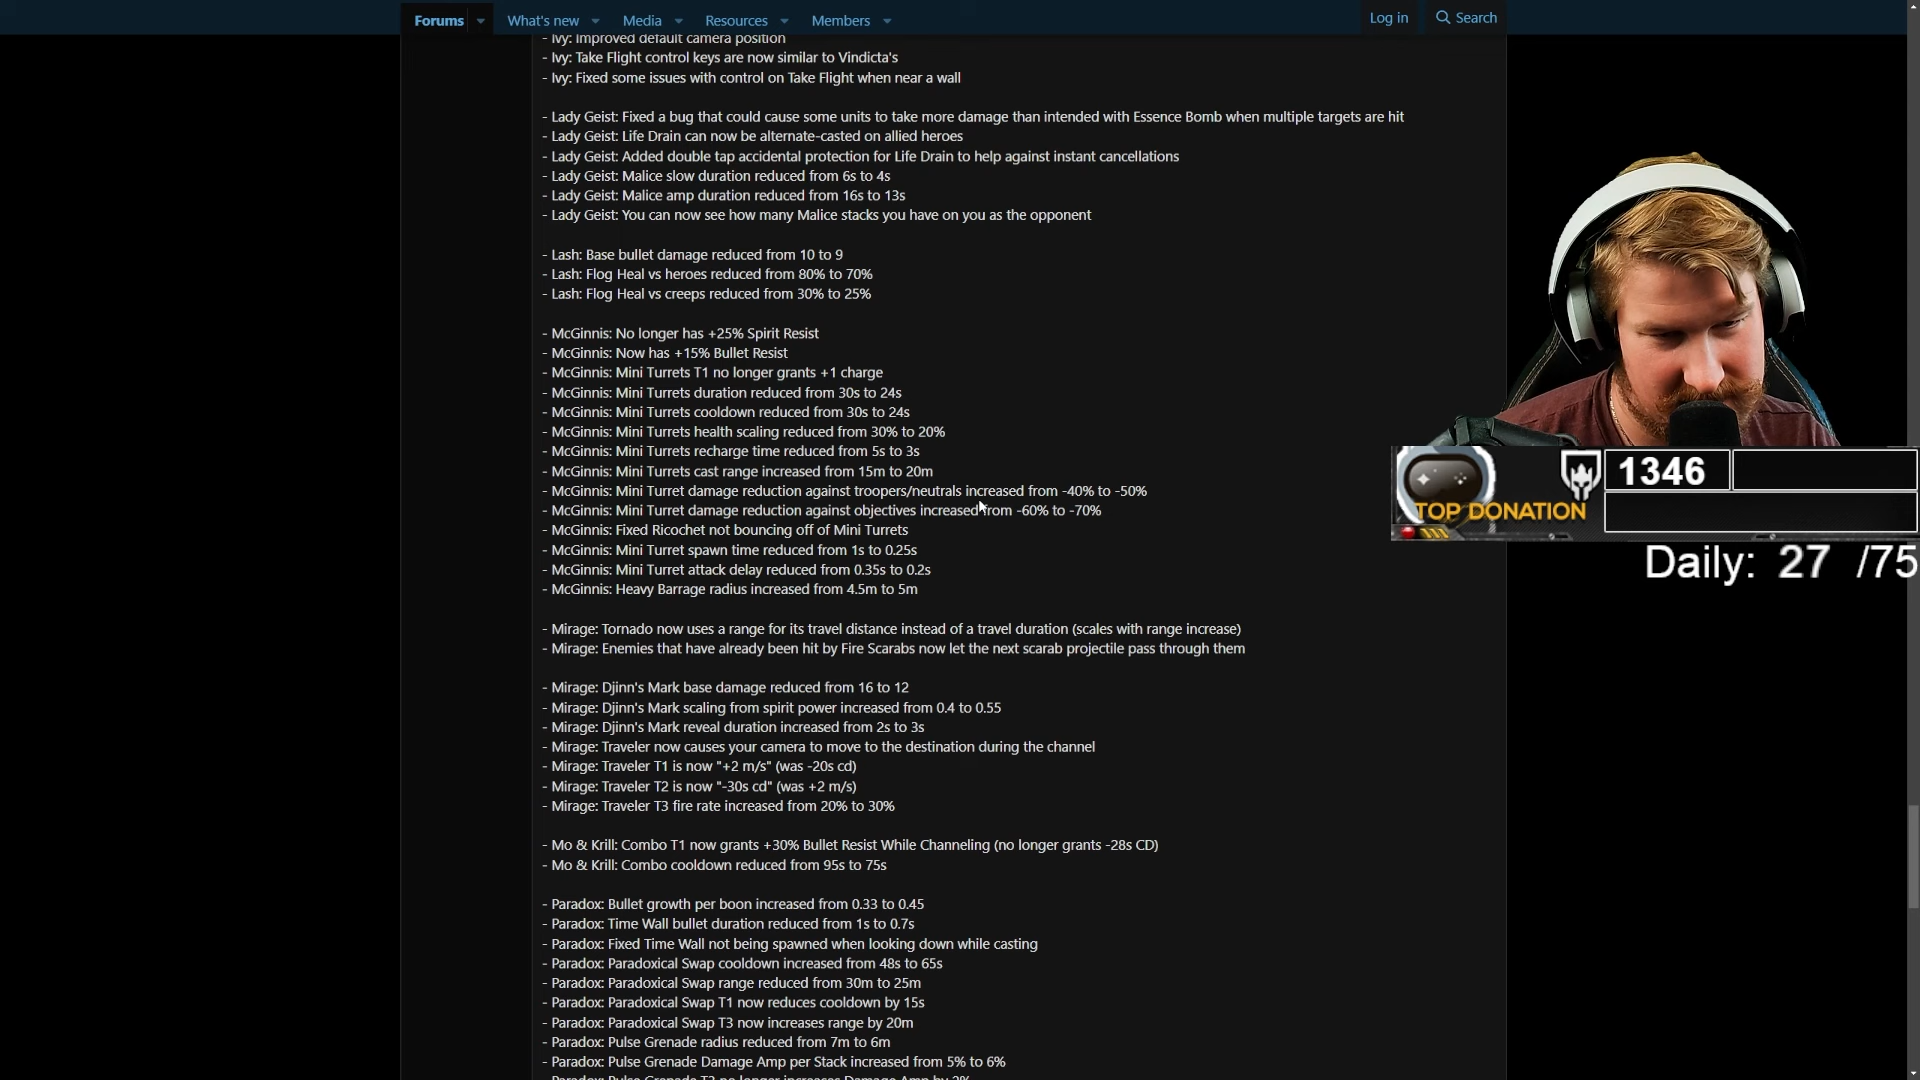 Forums
What's new
Media
Resources
Members
Log in
Search
- Ivy: Improved default camera position
- Ivy: Take Flight control keys are now similar to Vindicta's
- Ivy: Fixed some issues with control on Take Flight when near a wall
- Lady Geist: Fixed a bug that could cause some units to take more damage than intended with Essence Bomb when multiple targets are hit
- Lady Geist: Life Drain can now be alternate-casted on allied heroes
- Lady Geist: Added double tap accidental protection for Life Drain to help against instant cancellations
- Lady Geist: Malice slow duration reduced from 6s to 4s
- Lady Geist: Malice amp duration reduced from 16s to 13s
- Lady Geist: You can now see how many Malice stacks you have on you as the opponent
- Lash: Base bullet damage reduced from 10 to 9
- Lash: Flog Heal vs heroes reduced from 80% to 70%
- Lash: Flog Heal vs creeps reduced from 30% to 25%
- McGinnis: No longer has +25% Spirit Resist
- McGinnis: Now has +15% Bullet Resist
- McGinnis: Mini Turrets T1 no longer grants +1 charge
- McGinnis: Mini Turrets duration reduced from 30s to 24s
- McGinnis: Mini Turrets cooldown reduced from 30s to 24s
- McGinnis: Mini Turrets health scaling reduced from 30% to 20%
- McGinnis: Mini Turrets recharge time reduced from 5s to 3s
- McGinnis: Mini Turrets cast range increased from 15m to 20m
- McGinnis: Mini Turret damage reduction against troopers/neutrals increased from -40% to -50%
- McGinnis: Mini Turret damage reduction against objectives increased from -60% to -70%
- McGinnis: Fixed Ricochet not bouncing off of Mini Turrets
- McGinnis: Mini Turret spawn time reduced from 1s to 0.25s
- McGinnis: Mini Turret attack delay reduced from 0.35s to 0.2s
- McGinnis: Heavy Barrage radius increased from 4.5m to 5m
- Mirage: Tornado now uses a range for its travel distance instead of a travel duration (scales with range increase)
- Mirage: Enemies that have already been hit by Fire Scarabs now let the next scarab projectile pass through them
- Mirage: Djinn's Mark base damage reduced from 16 to 12
- Mirage: Djinn's Mark scaling from spirit power increased from 0.4 to 0.55
- Mirage: Djinn's Mark reveal duration increased from 2s to 3s
- Mirage: Traveler now causes your camera to move to the destination during the channel
- Mirage: Traveler T1 is now "+2 m/s" (was -20s cd)
- Mirage: Traveler T2 is now "-30s cd" (was +2 m/s)
- Mirage: Traveler T3 fire rate increased from 20% to 30%
- Mo & Krill: Combo T1 now grants +30% Bullet Resist While Channeling (no longer grants -28s CD)
- Mo & Krill: Combo cooldown reduced from 95s to 75s
- Paradox: Bullet growth per boon increased from 0.33 to 0.45
- Paradox: Time Wall bullet duration reduced from 1s to 0.7s
- Paradox: Fixed Time Wall not being spawned when looking down while casting
- Paradox: Paradoxical Swap cooldown increased from 48s to 65s
- Paradox: Paradoxical Swap range reduced from 30m to 25m
- Paradox: Paradoxical Swap T1 now reduces cooldown by 15s
- Paradox: Paradoxical Swap T3 now increases range by 20m
- Paradox: Pulse Grenade radius reduced from 7m to 6m
- Paradox: Pulse Grenade Damage Amp per Stack increased from 5% to 6%
- Paradox: Pulse Grenade T3 no longer increases Damage Amp by 2%
1346
TOP DONATION
Daily: 27 /75